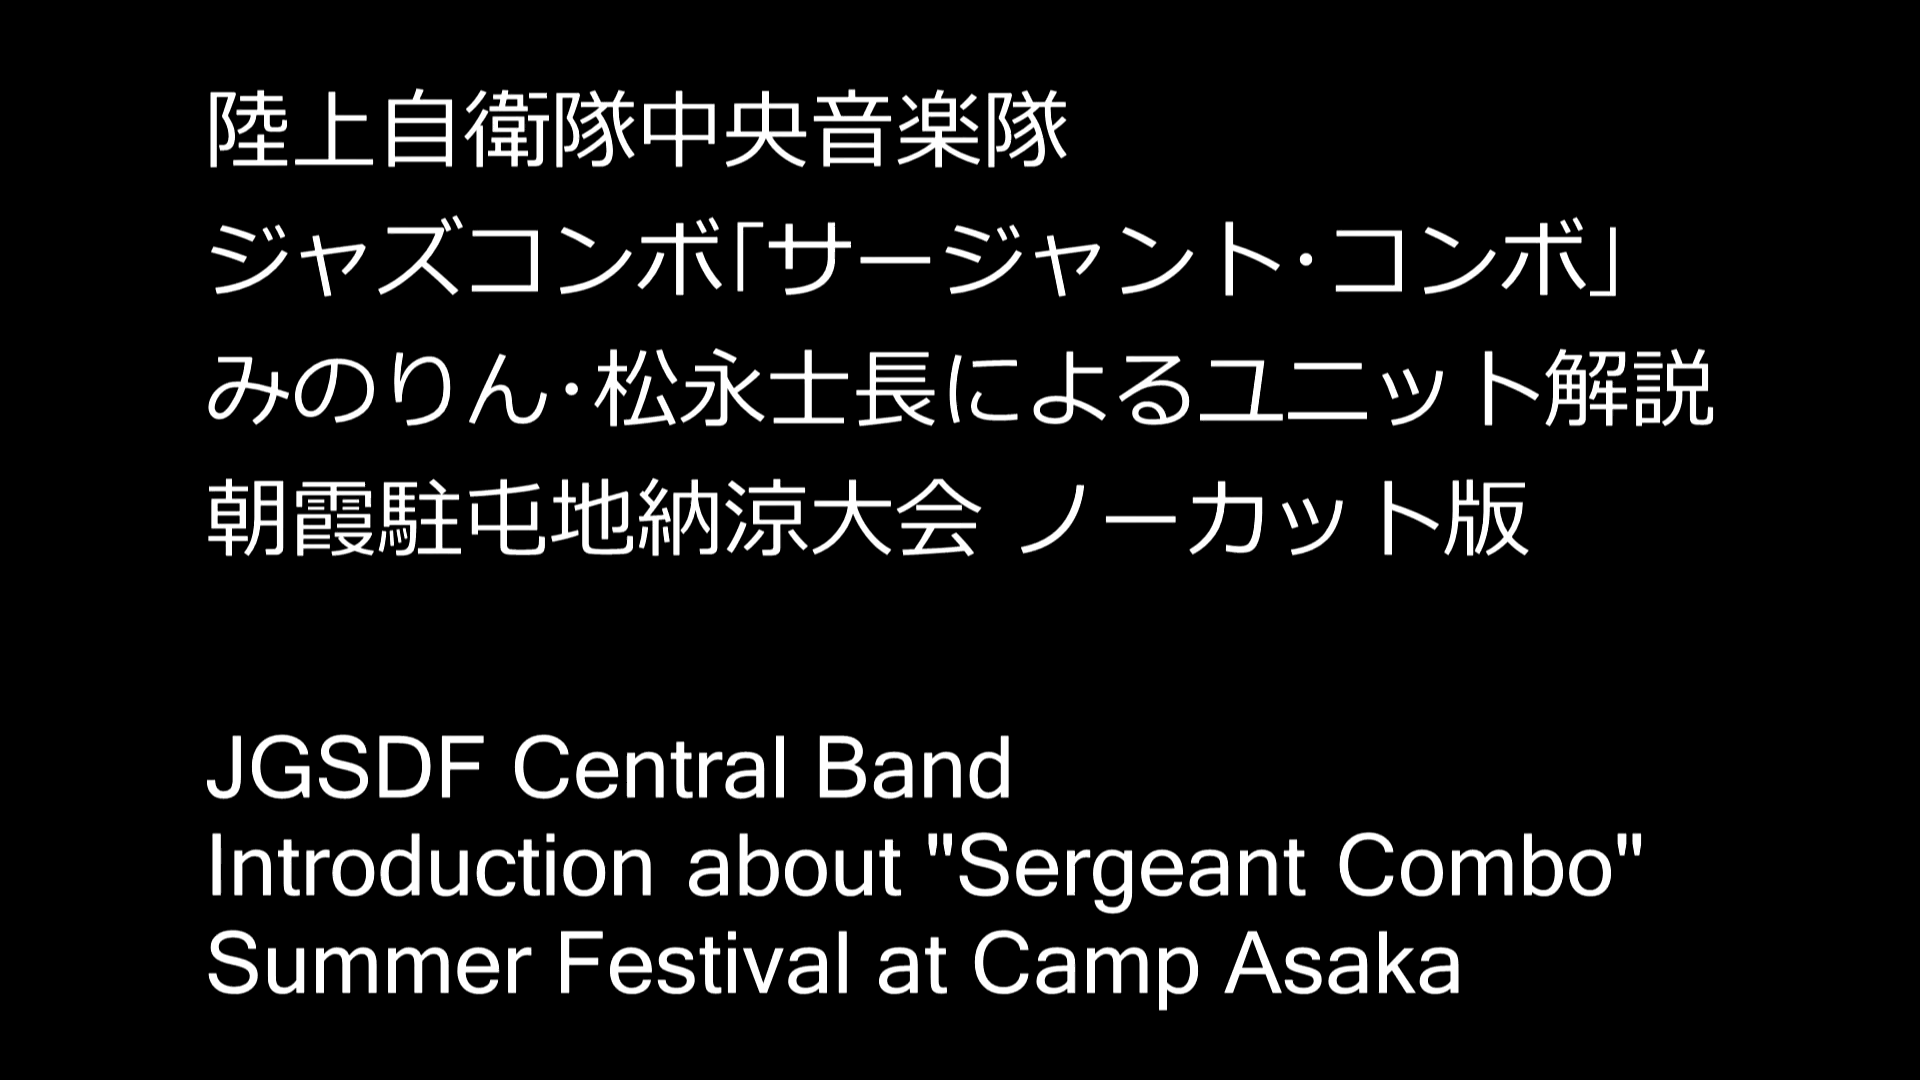 陸上自衛隊中央音楽隊
ジャズコンボ｢サージャント･コンボ｣
みのりん･松永士長によるユニット解説
朝霞駐屯地納涼大会 ノーカット版
JGSDF Central Band
Introduction about "Sergeant Combo"
Summer Festival at Camp Asaka